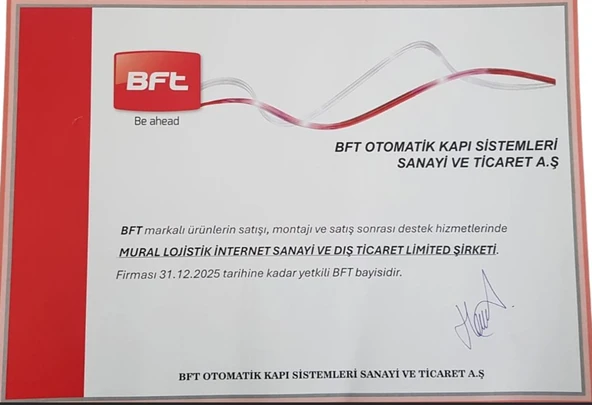 BFt
Be ahead
BFT OTOMATİK KAPI SİSTEMLERİ
SANAYİ VE TİCARET A.Ş
BFT markalı ürünlerin satışı, montajı ve satış sonrası destek hizmetlerinde
MURAL LOJİSTİK İNTERNET SANAYİ VE DIŞ TİCARET LİMİTED ŞİRKETİ.
Firması 31.12.2025 tarihine kadar yetkili BFT bayisidir.
BFT OTOMATİK KAPI SİSTEMLERİ SANAYİ VE TİCARET A.Ş